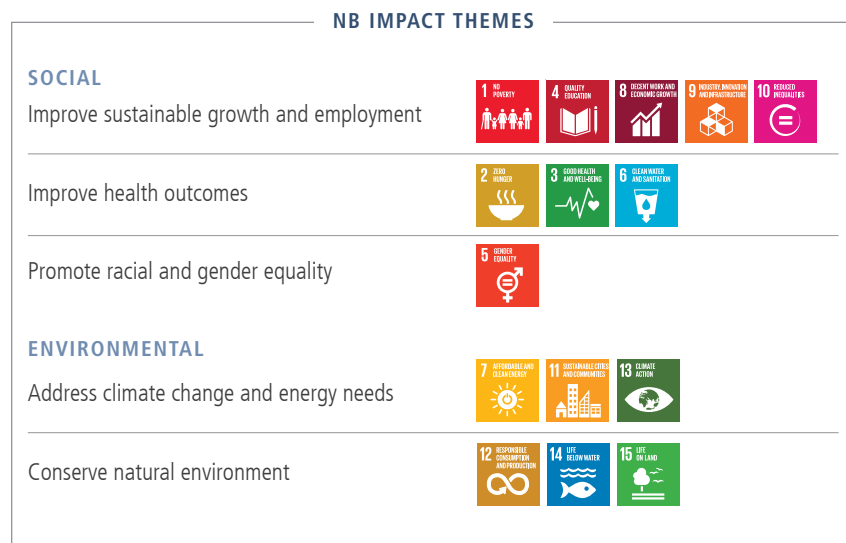 NB IMPACT THEMES
SOCIAL
Improve sustainable growth and employment
1 NO
POVERTY
4 QUALITY
EDUCATION
8 DECENT WORK AND
ECONOMIC GROWTH
9 INDUSTRY, INNOVATION
AND INFRASTRUCTURE
10 REDUCED
INEQUALITIES
Improve health outcomes
2 ZERO
HUNGER
3 GOOD HEALTH
AND WELL-BEING
6 CLEAN WATER
AND SANITATION
Promote racial and gender equality
5 GENDER
EQUALITY
ENVIRONMENTAL
Address climate change and energy needs
7 AFFORDABLE AND
CLEAN ENERGY
11 SUSTAINABLE CITIES
AND COMMUNITIES
13 CLIMATE
ACTION
Conserve natural environment
12 RESPONSIBLE
CONSUMPTION
AND PRODUCTION
14 LIFE
BELOW WATER
15 LIFE
ON LAND